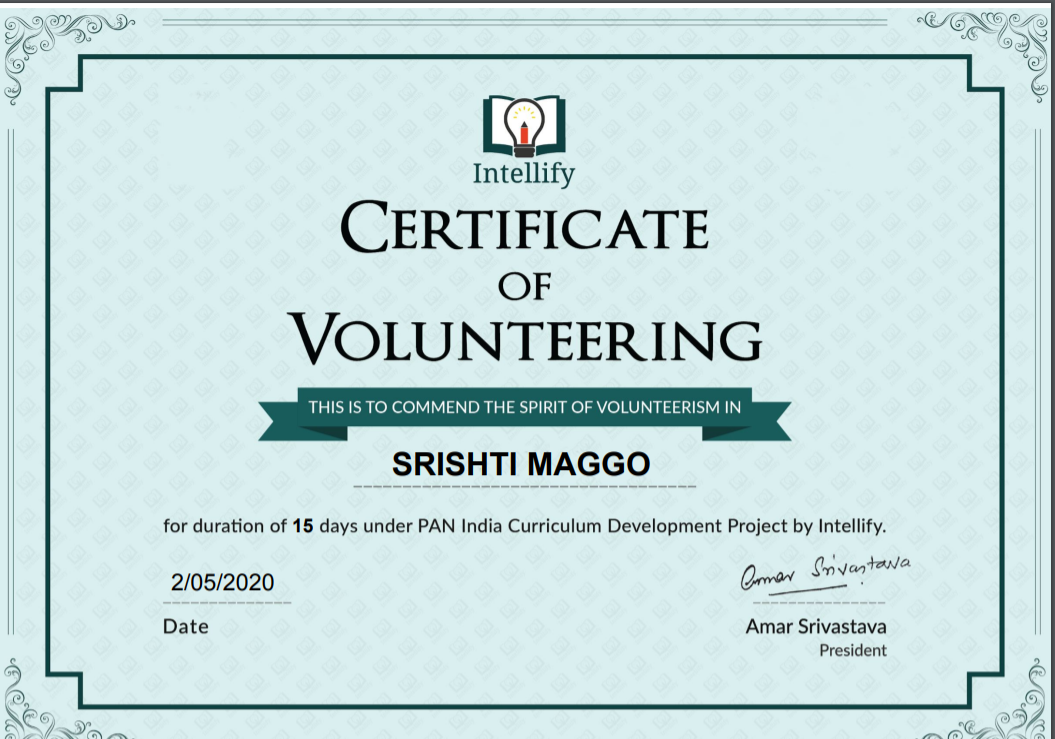 Intellify
CERTIFICATE
OF
VOLUNTEERING
THIS IS TO COMMEND THE SPIRIT OF VOLUNTEERISM IN
SRISHTI MAGGO
for duration of 15 days under PAN India Curriculum Development Project by Intellify.
2/05/2020
Date
Amar Srivastava
Amar Srivastava
President